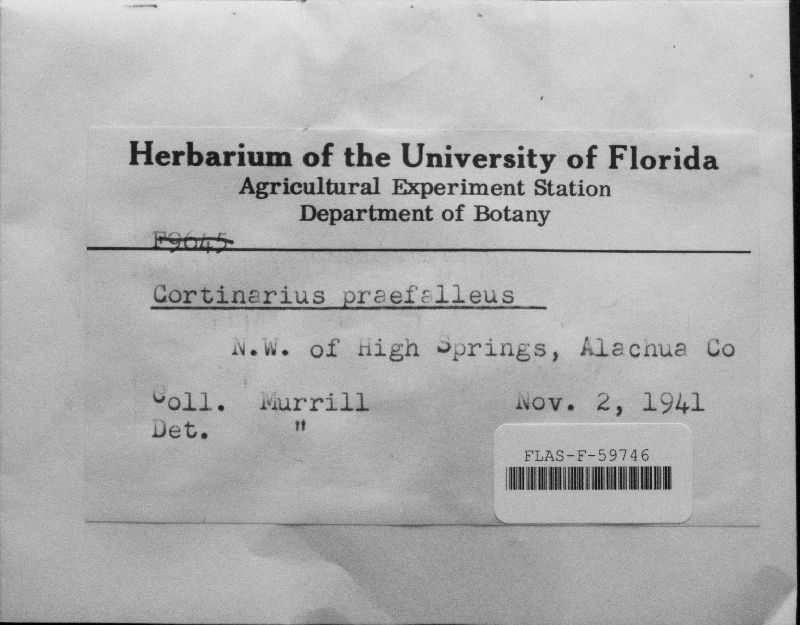 Herbarium of the University of Florida
Agricultural Experiment Station
Department of Botany
F9645
Cortinarius praefalleus
N.W. of High Springs, Alachua Co
Coll. Murrill Nov. 2, 1941
Det. "
FLAS-F-59746